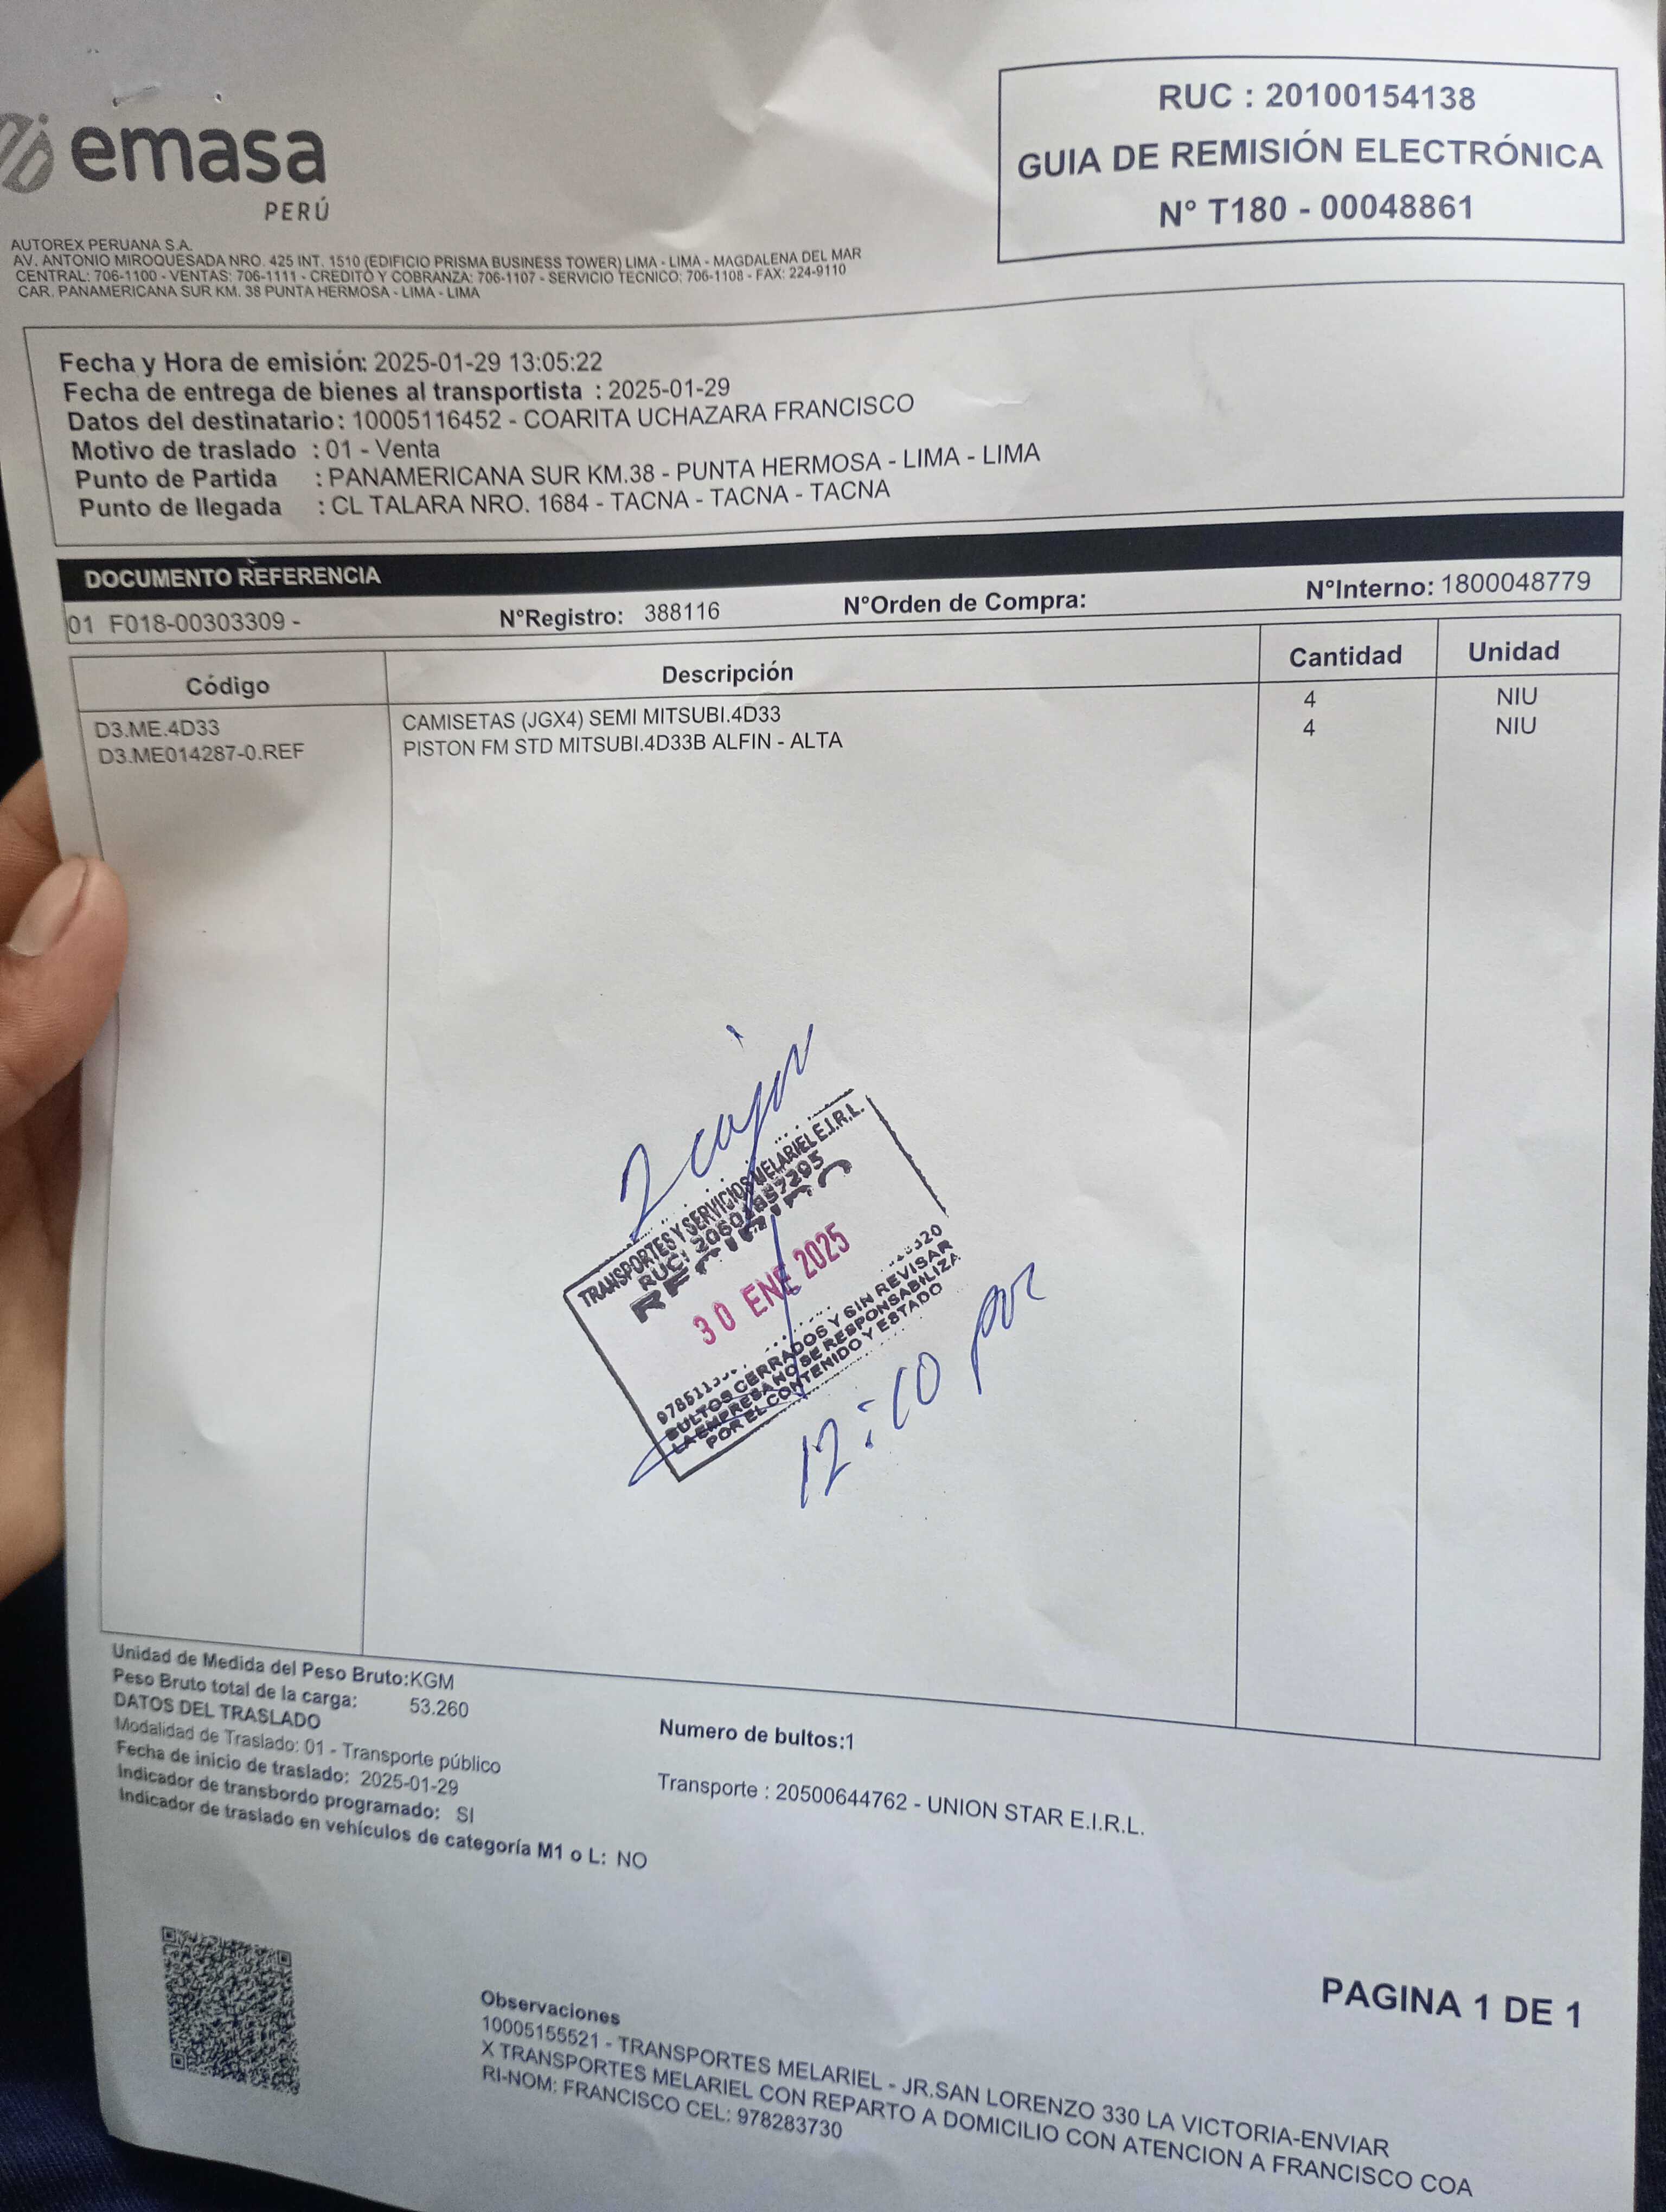 emasa
PERÚ
RUC : 20100154138
GUIA DE REMISIÓN ELECTRÓNICA
N° T180 - 00048861
AUTOREX PERUANA S.A.
AV. ANTONIO MIROQUESADA NRO. 425 INT. 1510 (EDIFICIO PRISMA BUSINESS TOWER) LIMA - LIMA - MAGDALENA DEL MAR
CENTRAL: 706-1100 - VENTAS: 706-1111 - CREDITO Y COBRANZA: 706-1107 - SERVICIO TECNICO: 706-1108 - FAX: 224-9110
CAR. PANAMERICANA SUR KM. 38 PUNTA HERMOSA - LIMA - LIMA
Fecha y Hora de emisión: 2025-01-29 13:05:22
Fecha de entrega de bienes al transportista : 2025-01-29
Datos del destinatario : 10005116452 - COARITA UCHAZARA FRANCISCO
Motivo de traslado : 01 - Venta
Punto de Partida : PANAMERICANA SUR KM.38 - PUNTA HERMOSA - LIMA - LIMA
Punto de llegada : CL TALARA NRO. 1684 - TACNA - TACNA - TACNA
DOCUMENTO REFERENCIA
01 F018-00303309 - N°Registro: 388116 N°Orden de Compra: N°Interno: 1800048779
Código Descripción Cantidad Unidad
D3.ME.4D33 CAMISETAS (JGX4) SEMI MITSUBI.4D33 4 NIU
D3.ME014287-0.REF PISTON FM STD MITSUBI.4D33B ALFIN - ALTA 4 NIU
2
TRANSPORTES Y SERVICIOS MELARIEL E.I.R.L.
RUC:
30 ENE 2025
BULTOS CERRADOS Y SIN REVISAR
LA EMPRESA NO SE RESPONSABILIZA
POR EL CONTENIDO Y ESTADO
Unidad de Medida del Peso Bruto:KGM
Peso Bruto total de la carga: 53.260
DATOS DEL TRASLADO
Numero de bultos:1
Modalidad de Traslado: 01 - Transporte público
Fecha de inicio de traslado: 2025-01-29
Transporte : 20500644762 - UNION STAR E.I.R.L.
Indicador de transbordo programado: SI
Indicador de traslado en vehículos de categoría M1 o L: NO
PAGINA 1 DE 1
Observaciones
10005155521 - TRANSPORTES MELARIEL - JR.SAN LORENZO 330 LA VICTORIA-ENVIAR
X TRANSPORTES MELARIEL CON REPARTO A DOMICILIO CON ATENCION A FRANCISCO COA
RI-NOM: FRANCISCO CEL: 978283730